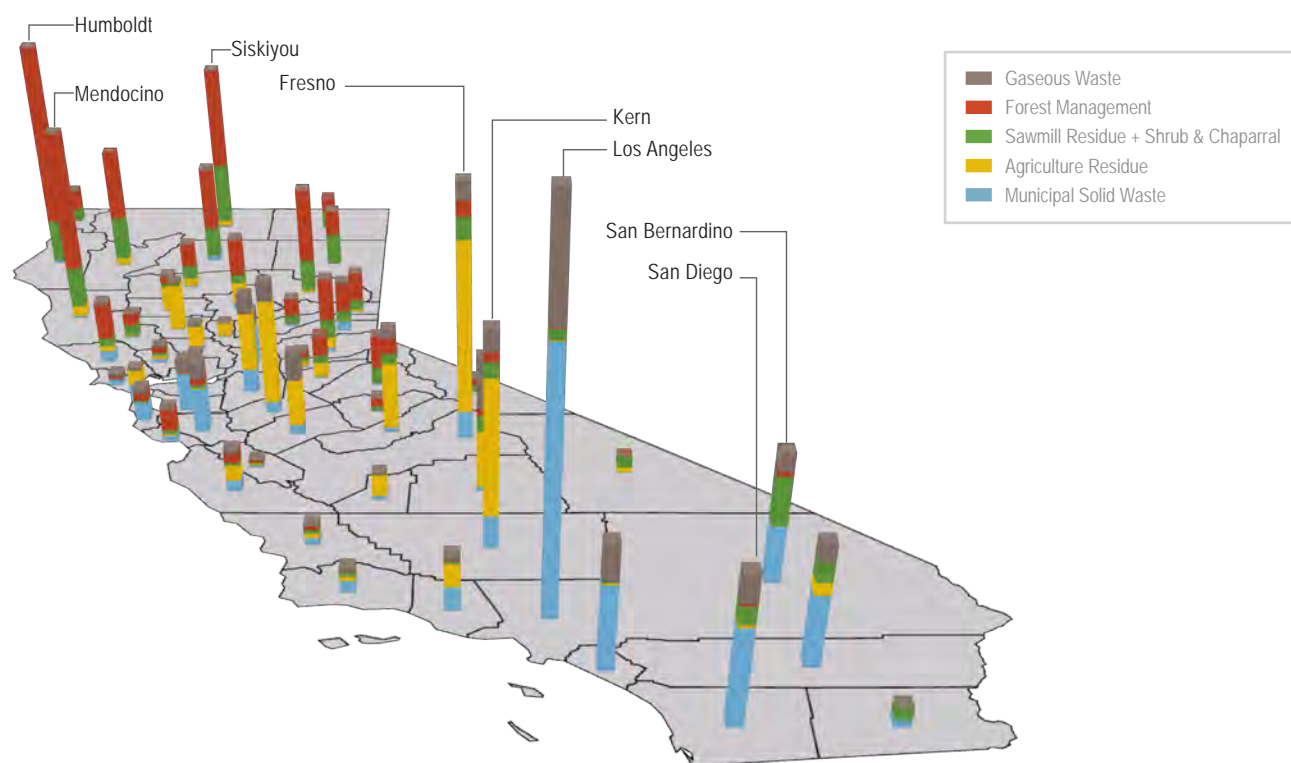 Humboldt
Siskiyou
Fresno
Mendocino
Kern
Los Angeles
San Bernardino
San Diego
Gaseous Waste
Forest Management
Sawmill Residue + Shrub & Chaparral
Agriculture Residue
Municipal Solid Waste